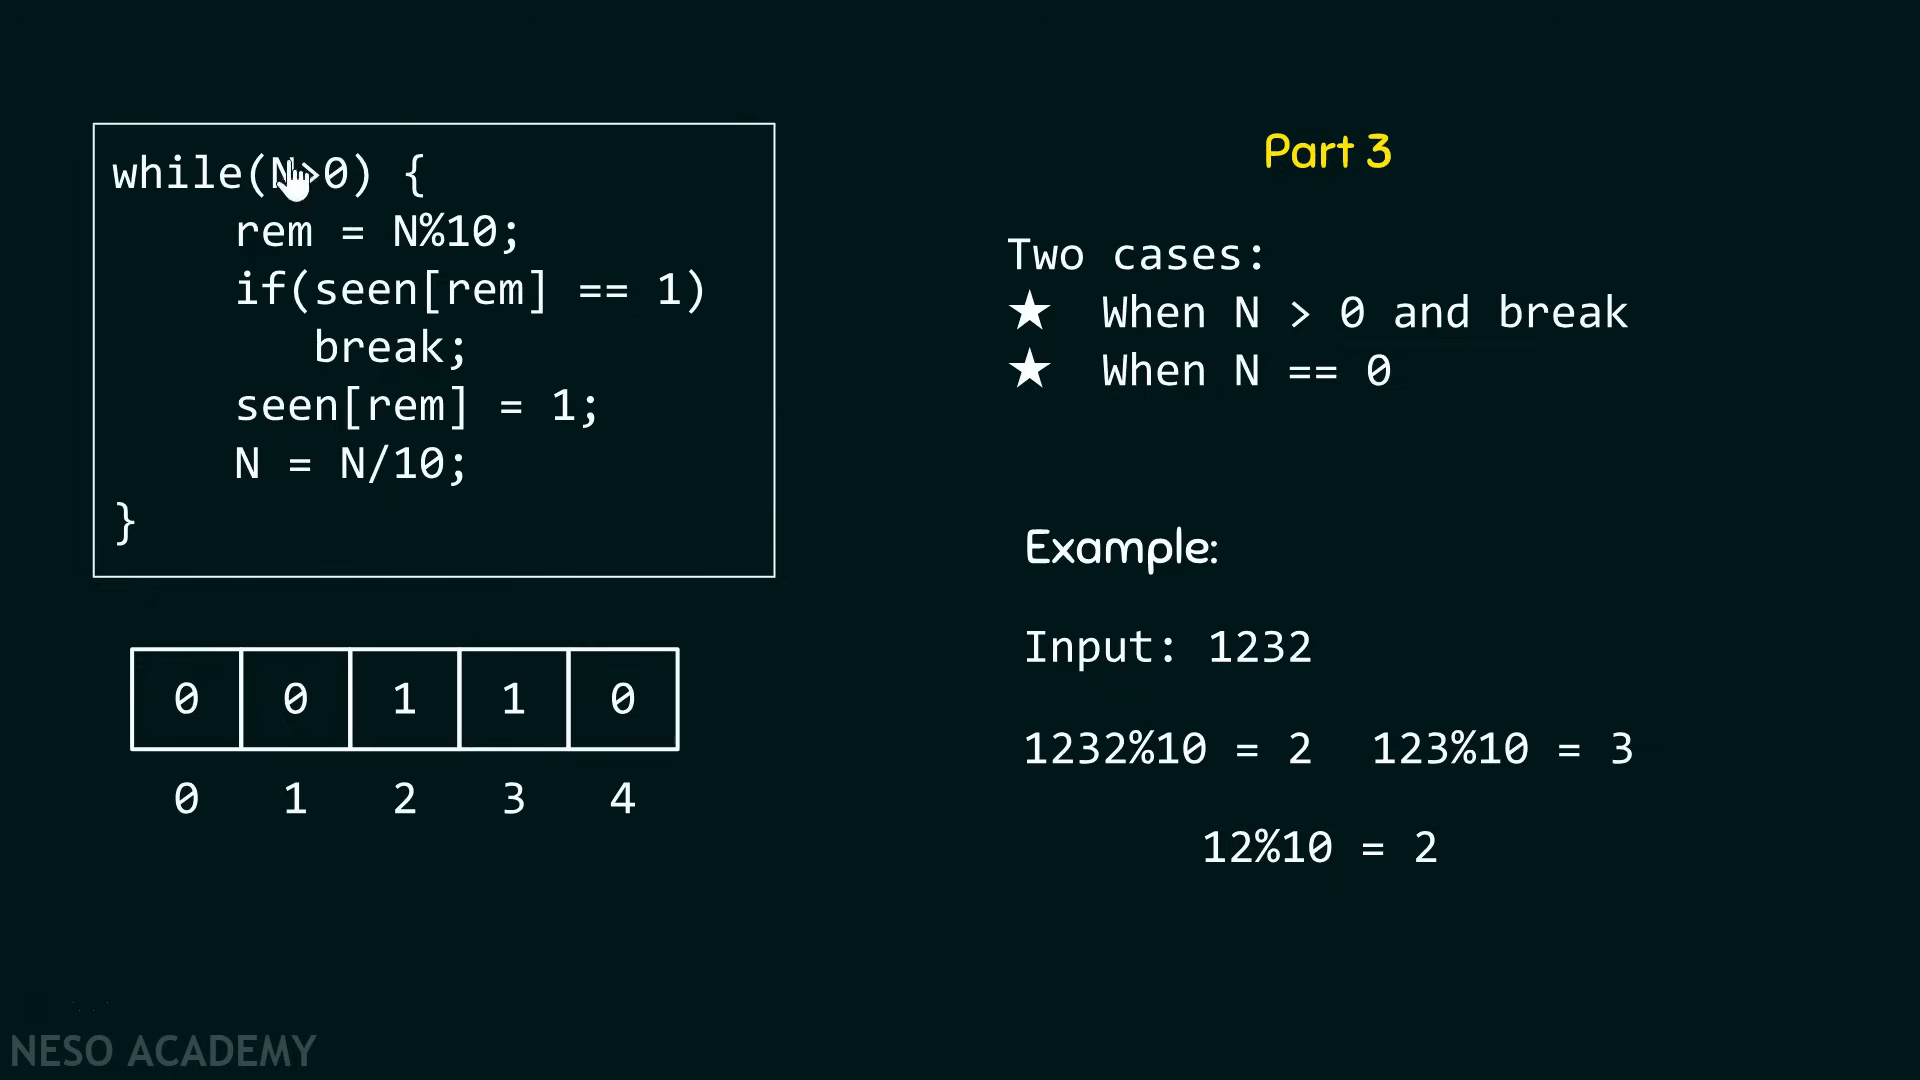 while(N>0) {
rem = N%10;
if(seen[rem] == 1)
break;
seen[rem] = 1;
N = N/10;
}
0 0 1 1 0
0 1 2 3 4
Part 3
Two cases:
★ When N > 0 and break
★ When N == 0
Example:
Input: 1232
1232%10 = 2 123%10 = 3
12%10 = 2
NESO ACADEMY